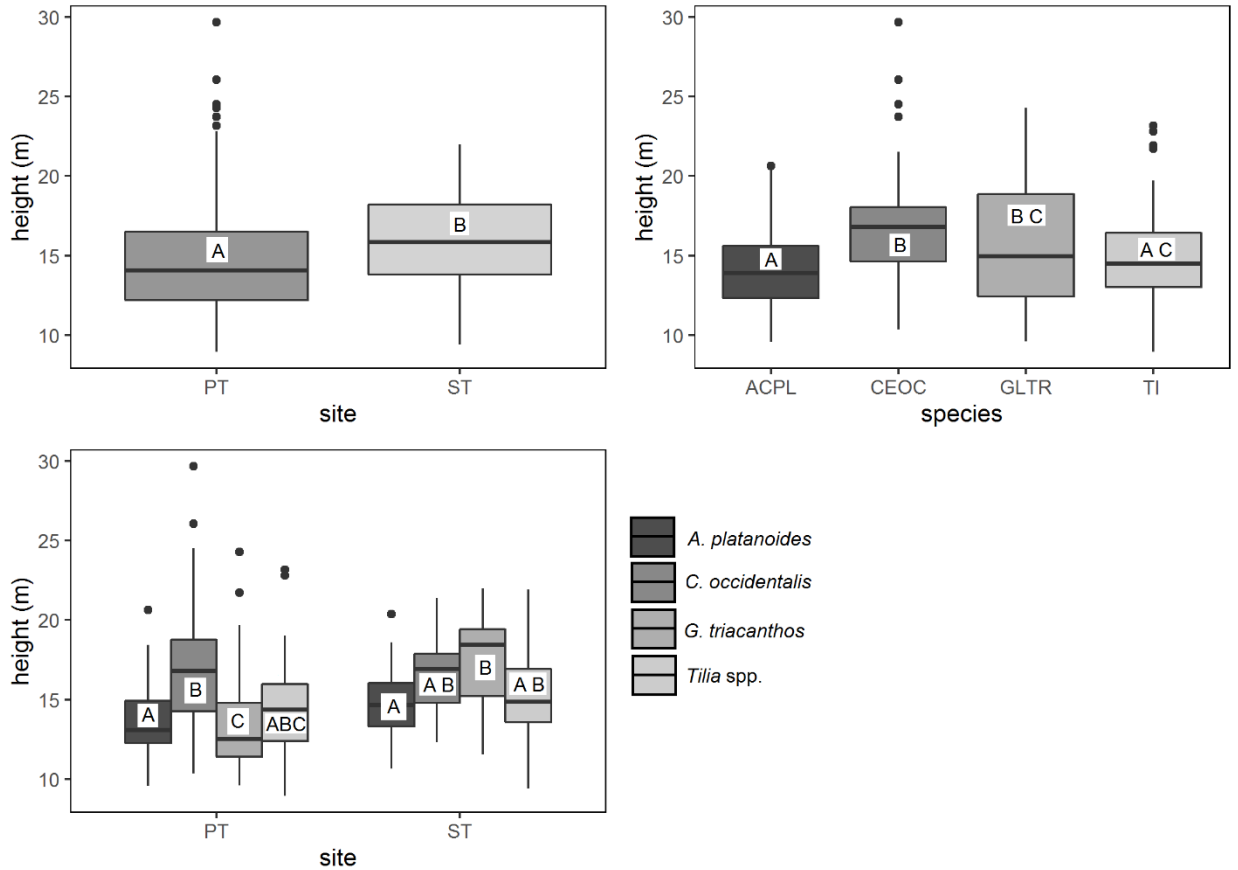 30
25
20
15
10
height (m)
A
B
PT
ST
site
30
25
20
15
10
height (m)
A
B
B C
A C
ACPL
CEOC
GLTR
TI
species
30
25
20
15
10
height (m)
A
B
C
ABC
A
A B
B
A B
PT
ST
site
A. platanoides
C. occidentalis
G. triacanthos
Tilia spp.